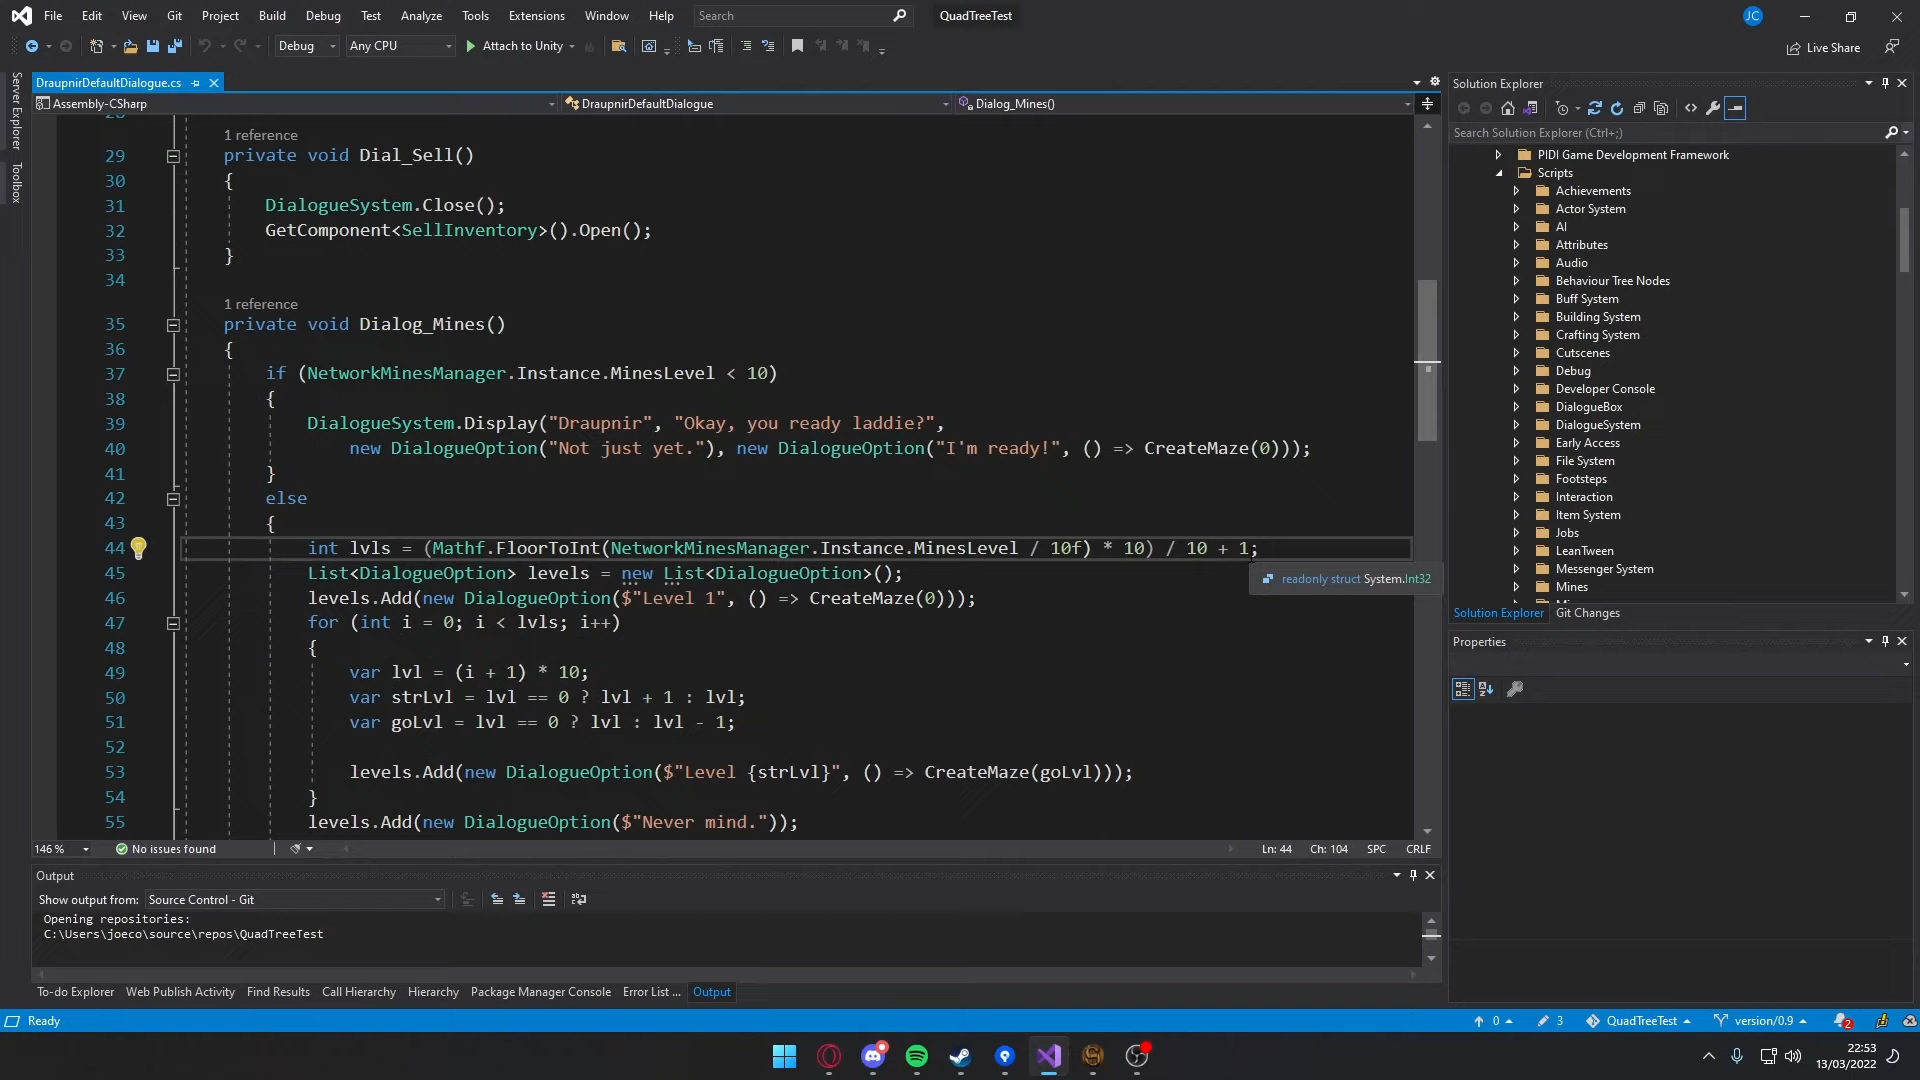 File Edit View Git Project Build Debug Test Analyze Tools Extensions Window Help Search QuadTreeTest JC
Debug Any CPU Attach to Unity Live Share
Server Explorer
Toolbox
DraupnirDefaultDialogue.cs
Assembly-CSharp DraupnirDefaultDialogue Dialog_Mines()
1 reference
29 private void Dial_Sell()
30 {
31 DialogueSystem.Close();
32 GetComponent<SellInventory>().Open();
33 }
34
1 reference
35 private void Dialog_Mines()
36 {
37 if (NetworkMinesManager.Instance.MinesLevel < 10)
38 {
39 DialogueSystem.Display("Draupnir", "Okay, you ready laddie?",
40 new DialogueOption("Not just yet."), new DialogueOption("I'm ready!", () => CreateMaze(0)));
41 }
42 else
43 {
44 int lvls = (Mathf.FloorToInt(NetworkMinesManager.Instance.MinesLevel / 10f) * 10) / 10 + 1;
45 List<DialogueOption> levels = new List<DialogueOption>();
readonly struct System.Int32
46 levels.Add(new DialogueOption($"Level 1", () => CreateMaze(0)));
47 for (int i = 0; i < lvls; i++)
48 {
49 var lvl = (i + 1) * 10;
50 var strLvl = lvl == 0 ? lvl + 1 : lvl;
51 var goLvl = lvl == 0 ? lvl : lvl - 1;
52
53 levels.Add(new DialogueOption($"Level {strLvl}", () => CreateMaze(goLvl)));
54 }
55 levels.Add(new DialogueOption($"Never mind."));
146 % No issues found Ln: 44 Ch: 104 SPC CRLF
Output
Show output from: Source Control - Git
Opening repositories:
C:\Users\joeco\source\repos\QuadTreeTest
To-do Explorer Web Publish Activity Find Results Call Hierarchy Hierarchy Package Manager Console Error List ... Output
Solution Explorer
Search Solution Explorer (Ctrl+;)
PIDI Game Development Framework
Scripts
Achievements
Actor System
AI
Attributes
Audio
Behaviour Tree Nodes
Buff System
Building System
Crafting System
Cutscenes
Debug
Developer Console
DialogueBox
DialogueSystem
Early Access
File System
Footsteps
Interaction
Item System
Jobs
LeanTween
Messenger System
Mines
Solution Explorer Git Changes
Properties
Ready 0 3 QuadTreeTest version/0.9 2
22:53
13/03/2022